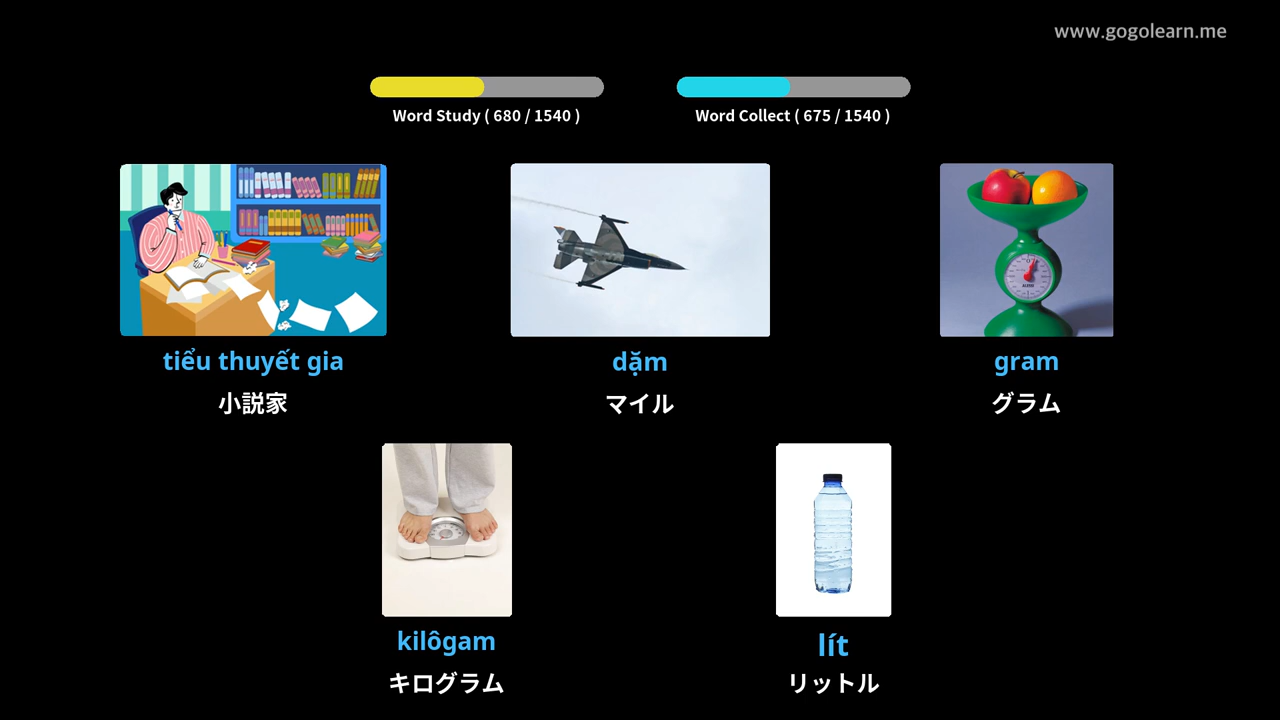 www.gogolearn.me
Word Study ( 680 / 1540 )
Word Collect ( 675 / 1540 )
tiểu thuyết gia
小説家
dặm
マイル
gram
グラム
kilôgam
キログラム
lít
リットル